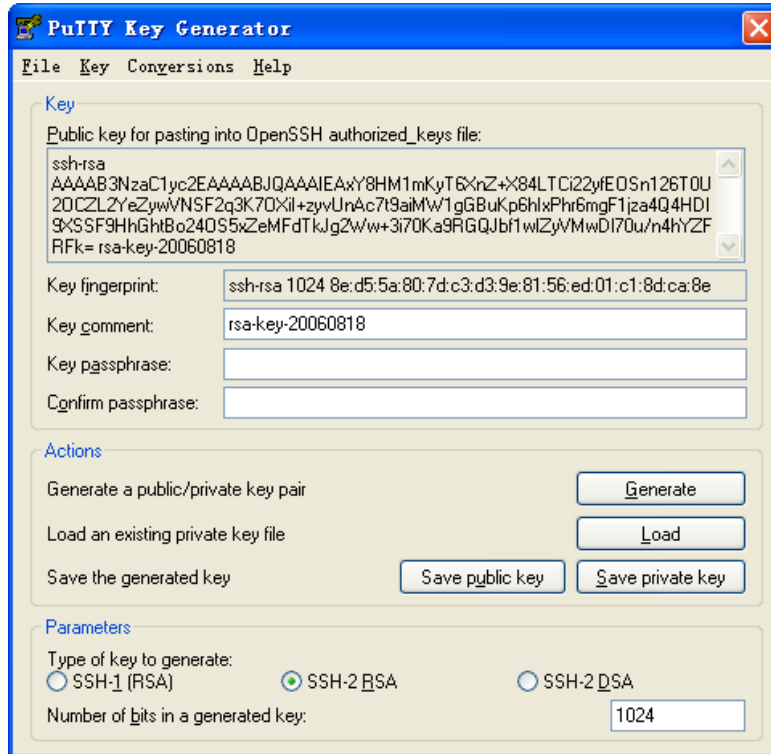 PuTTY Key Generator
File Key Conversions Help
Key
Public key for pasting into OpenSSH authorized_keys file:
ssh-rsa
AAAAB3NzaC1yc2EAAAABJQAAAIEAxY8HM1mKyT6XnZ+X84LTCi22yfEOSn126T0U
2OCZL2YeZywVNSF2q3K7OXiI+zyvUnAc7t9aiMW1gGBuKp6hIxPhr6mgF1jza4Q4HDI
9XSSF9HhGhtBo24OS5xZeMFdTkJg2Ww+3i70Ka9RGQJbf1wIZyVMwDI70u/n4hYZF
RFk= rsa-key-20060818
Key fingerprint: ssh-rsa 1024 8e:d5:5a:80:7d:c3:d3:9e:81:56:ed:01:c1:8d:ca:8e
Key comment: rsa-key-20060818
Key passphrase:
Confirm passphrase:
Actions
Generate a public/private key pair Generate
Load an existing private key file Load
Save the generated key Save public key Save private key
Parameters
Type of key to generate:
SSH-1 (RSA) SSH-2 RSA SSH-2 DSA
Number of bits in a generated key: 1024